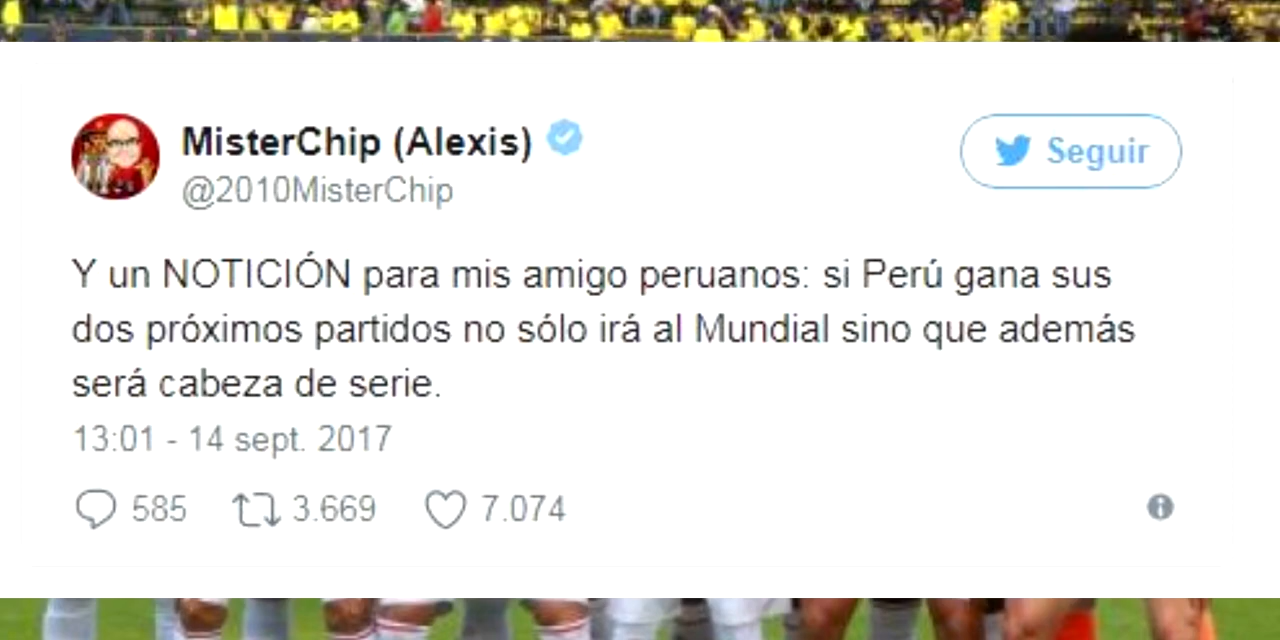 MisterChip (Alexis)
@2010MisterChip
Seguir
Y un NOTICIÓN para mis amigo peruanos: si Perú gana sus
dos próximos partidos no sólo irá al Mundial sino que además
será cabeza de serie.
13:01 - 14 sept. 2017
585 3.669 7.074